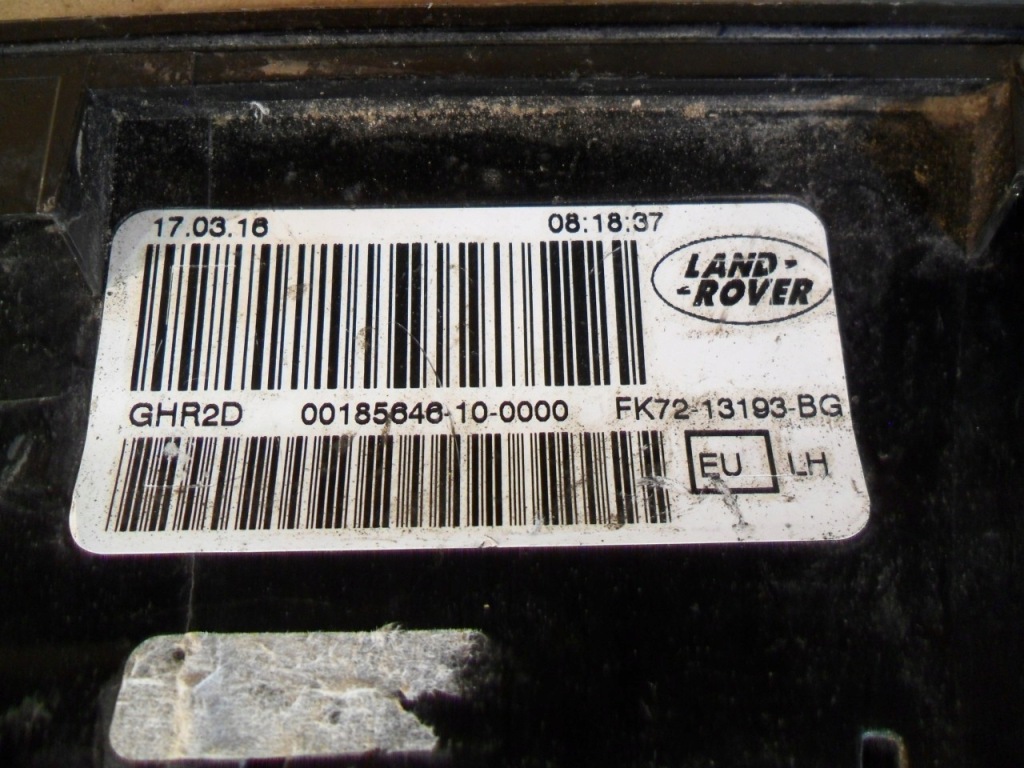 17.03.16 08:18:37
LAND-
-ROVER
GHR2D 00185646-10-0000 FK72-13193-BG
EU LH